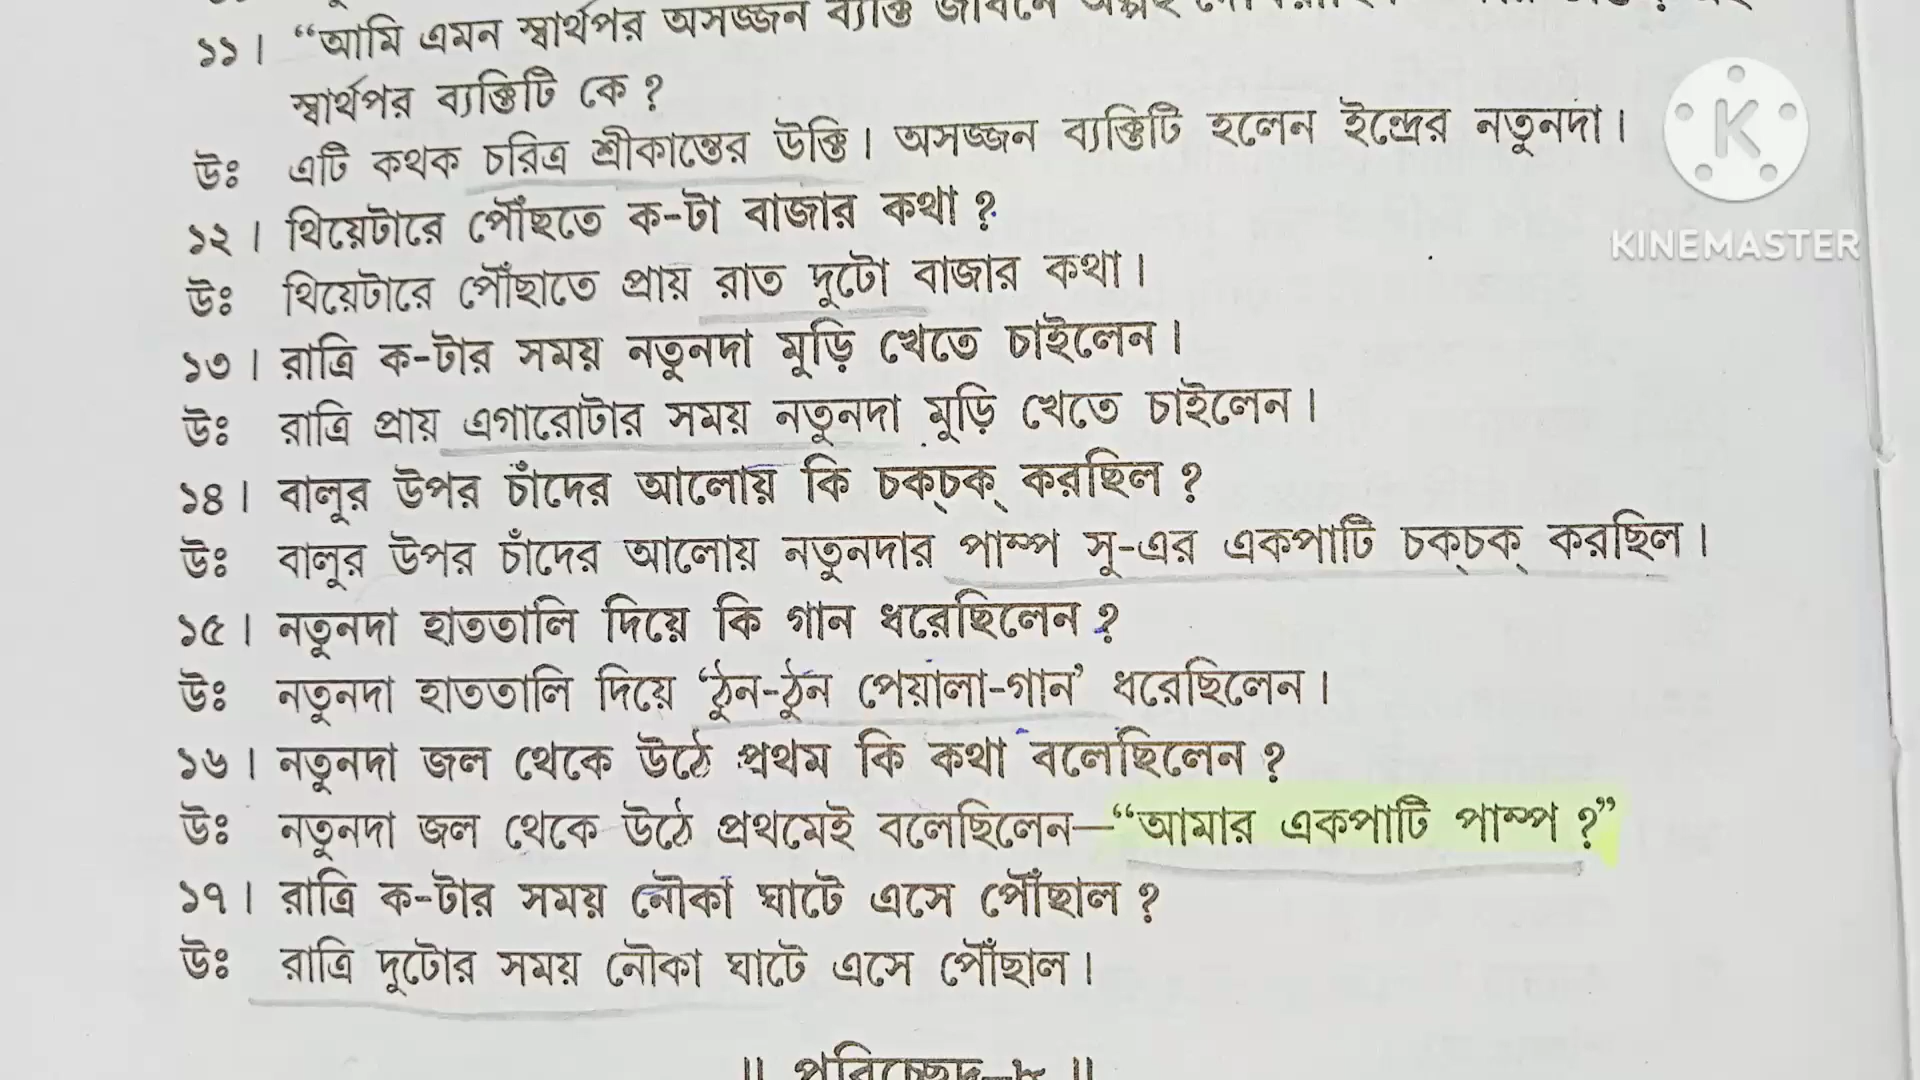 ১১। “আমি এমন স্বার্থপর অসজ্জন ব্যক্তি জীবনে অল্পই
স্বার্থপর ব্যক্তিটি কে ?
উঃ এটি কথক চরিত্র শ্রীকান্তের উক্তি। অসজ্জন ব্যক্তিটি হলেন ইন্দ্রের নতুনদা।
১২। থিয়েটারে পৌঁছতে ক-টা বাজার কথা ?
উঃ থিয়েটারে পৌঁছাতে প্রায় রাত দুটো বাজার কথা।
১৩। রাত্রি ক-টার সময় নতুনদা মুড়ি খেতে চাইলেন।
উঃ রাত্রি প্রায় এগারোটার সময় নতুনদা মুড়ি খেতে চাইলেন।
১৪। বালুর উপর চাঁদের আলোয় কি চক্‌চক্ করছিল ?
উঃ বালুর উপর চাঁদের আলোয় নতুনদার পাম্প সু-এর একপাটি চক্‌চক্ করছিল।
১৫। নতুনদা হাততালি দিয়ে কি গান ধরেছিলেন ?
উঃ নতুনদা হাততালি দিয়ে ‘ঠুন-ঠুন পেয়ালা-গান’ ধরেছিলেন।
১৬। নতুনদা জল থেকে উঠে প্রথম কি কথা বলেছিলেন ?
উঃ নতুনদা জল থেকে উঠে প্রথমেই বলেছিলেন—“আমার একপাটি পাম্প ?”
১৭। রাত্রি ক-টার সময় নৌকা ঘাটে এসে পৌঁছাল ?
উঃ রাত্রি দুটোর সময় নৌকা ঘাটে এসে পৌঁছাল।
|| পরিচ্ছেদ-৮ ||
K
KINEMASTER